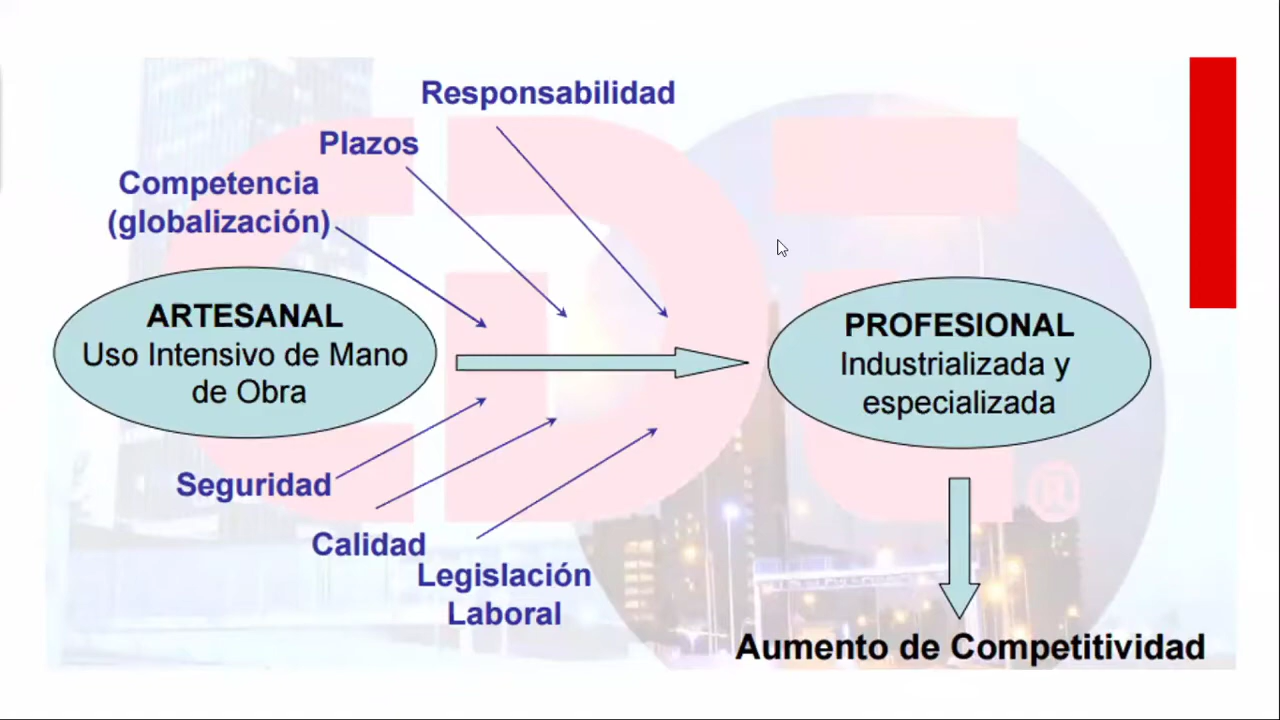 Responsabilidad
Plazos
Competencia
(globalización)
ARTESANAL
Uso Intensivo de Mano
de Obra
PROFESIONAL
Industrializada y
especializada
Seguridad
Calidad
Legislación
Laboral
Aumento de Competitividad
CDT
®